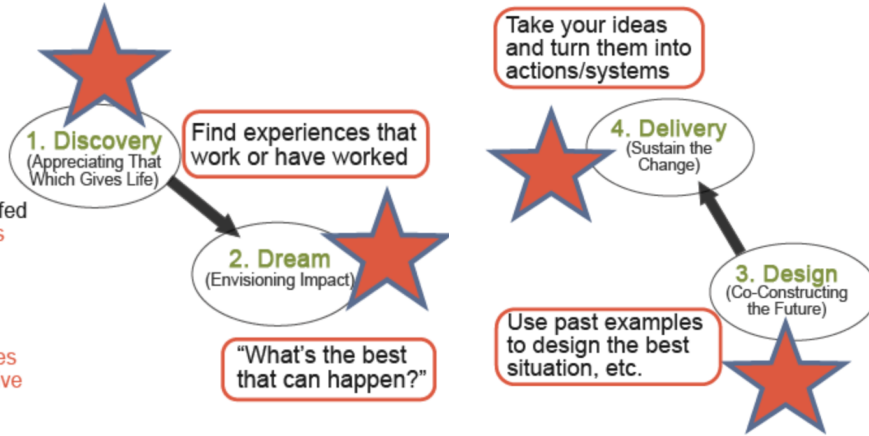 1. Discovery
(Appreciating That
Which Gives Life)
Find experiences that
work or have worked
2. Dream
(Envisioning Impact)
“What’s the best
that can happen?”
Take your ideas
and turn them into
actions/systems
4. Delivery
(Sustain the
Change)
3. Design
(Co-Constructing
the Future)
Use past examples
to design the best
situation, etc.